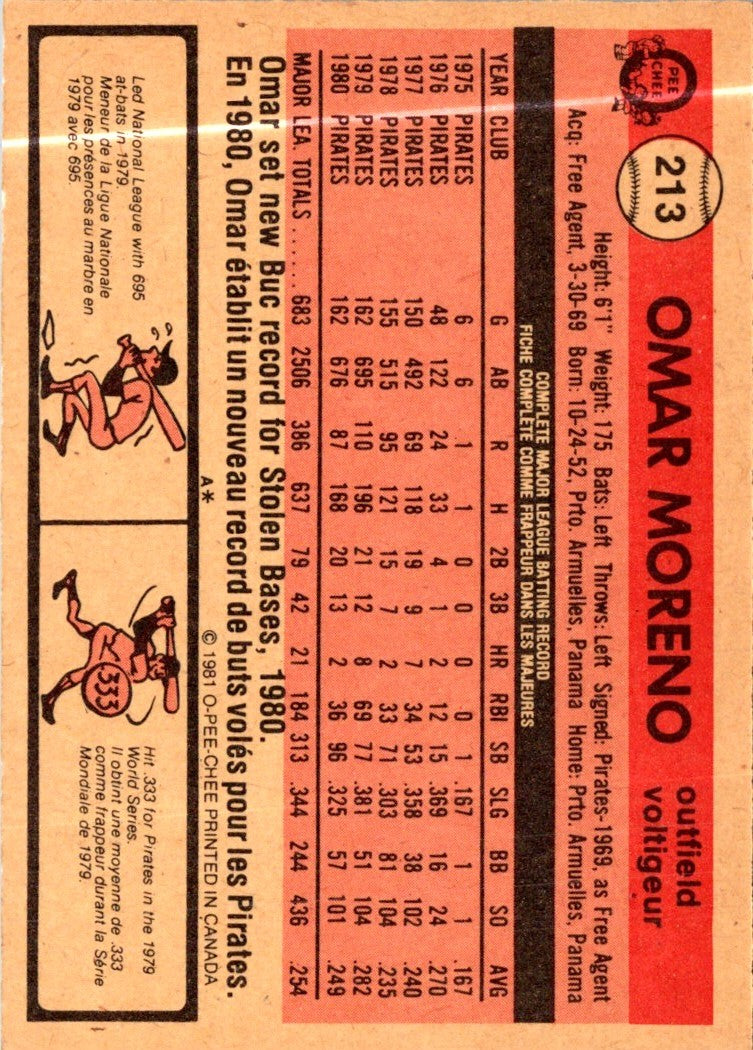 O PEE CHEE
213
OMAR MORENO
outfield
voltigeur
Height: 6'1" Weight: 175 Bats: Left Throws: Left Signed: Pirates-1969, as Free Agent
Acq: Free Agent, 3-30-69 Born: 10-24-52, Prto. Armuelles, Panama Home: Prto. Armuelles, Panama
COMPLETE MAJOR LEAGUE BATTING RECORD
FICHE COMPLÈTE COMME FRAPPEUR DANS LES MAJEURES
YEAR CLUB G AB R H 2B 3B HR RBI SB SLG BB SO AVG
1975 PIRATES 6 6 1 1 0 0 0 0 1 .167 1 1 .167
1976 PIRATES 48 122 24 33 4 1 2 12 15 .369 16 24 .270
1977 PIRATES 150 492 69 118 19 9 7 34 53 .358 38 102 .240
1978 PIRATES 155 515 95 121 15 7 2 33 71 .303 81 104 .235
1979 PIRATES 162 695 110 196 21 12 8 69 77 .381 51 104 .282
1980 PIRATES 162 676 87 168 20 13 2 36 96 .325 57 101 .249
MAJOR LEA. TOTALS ...... 683 2506 386 637 79 42 21 184 313 .344 244 436 .254
Omar set new Buc record for Stolen Bases, 1980.
En 1980, Omar établit un nouveau record de buts volés pour les Pirates.
A* © 1981 O-PEE-CHEE PRINTED IN CANADA
Led National League with 695
at-bats in 1979.
Meneur de la Ligue Nationale
pour les présences au marbre en
1979 avec 695
333
Hit .333 for Pirates in the 1979
World Series.
Il obtint une moyenne de .333
comme frappeur durant la Série
Mondiale de 1979.